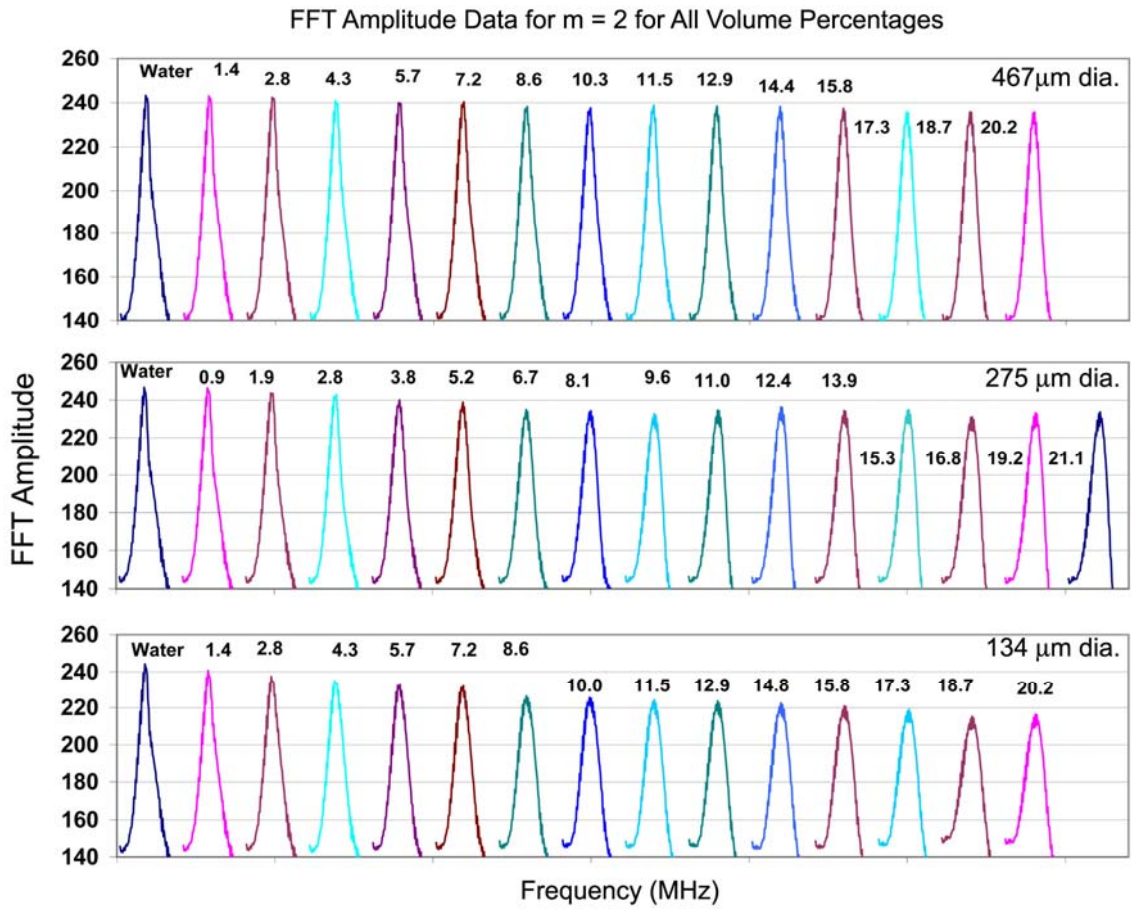 FFT Amplitude Data for m = 2 for All Volume Percentages
FFT Amplitude
260
240
220
200
180
160
140
Water 1.4 2.8 4.3 5.7 7.2 8.6 10.3 11.5 12.9 14.4 15.8 17.3 18.7 20.2
467μm dia.
260
240
220
200
180
160
140
Water 0.9 1.9 2.8 3.8 5.2 6.7 8.1 9.6 11.0 12.4 13.9 15.3 16.8 19.2 21.1
275 μm dia.
260
240
220
200
180
160
140
Water 1.4 2.8 4.3 5.7 7.2 8.6 10.0 11.5 12.9 14.8 15.8 17.3 18.7 20.2
134 μm dia.
Frequency (MHz)